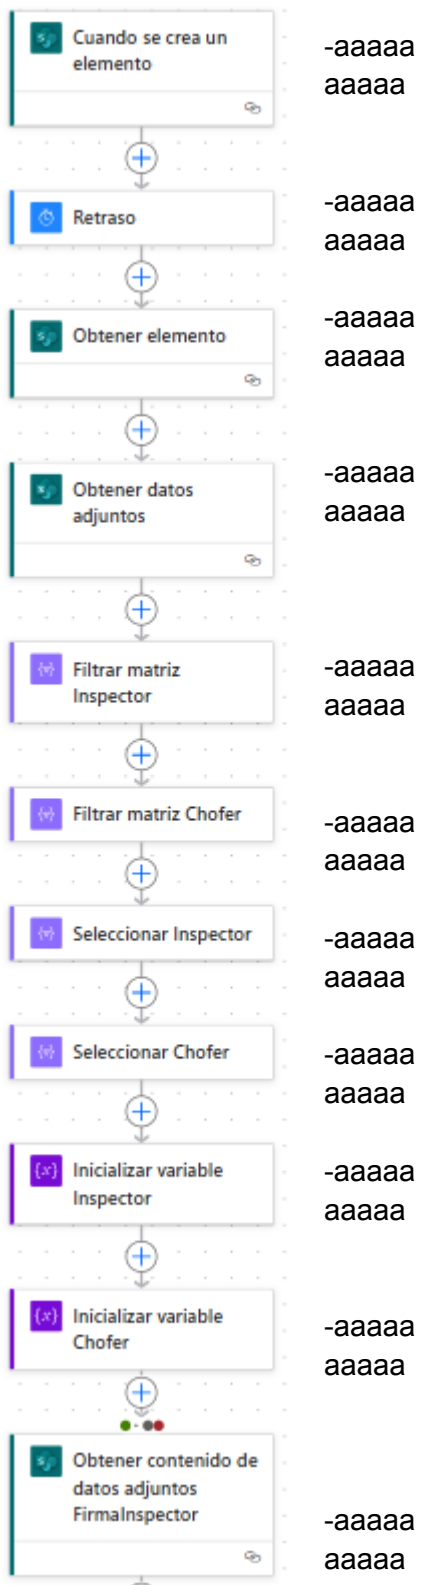 Cuando se crea un
elemento
-aaaaa
aaaaa
Retraso
-aaaaa
aaaaa
Obtener elemento
-aaaaa
aaaaa
Obtener datos
adjuntos
-aaaaa
aaaaa
Filtrar matriz
Inspector
-aaaaa
aaaaa
Filtrar matriz Chofer
-aaaaa
aaaaa
Seleccionar Inspector
-aaaaa
aaaaa
Seleccionar Chofer
-aaaaa
aaaaa
{x} Inicializar variable
Inspector
-aaaaa
aaaaa
{x} Inicializar variable
Chofer
-aaaaa
aaaaa
Obtener contenido de
datos adjuntos
FirmaInspector
-aaaaa
aaaaa